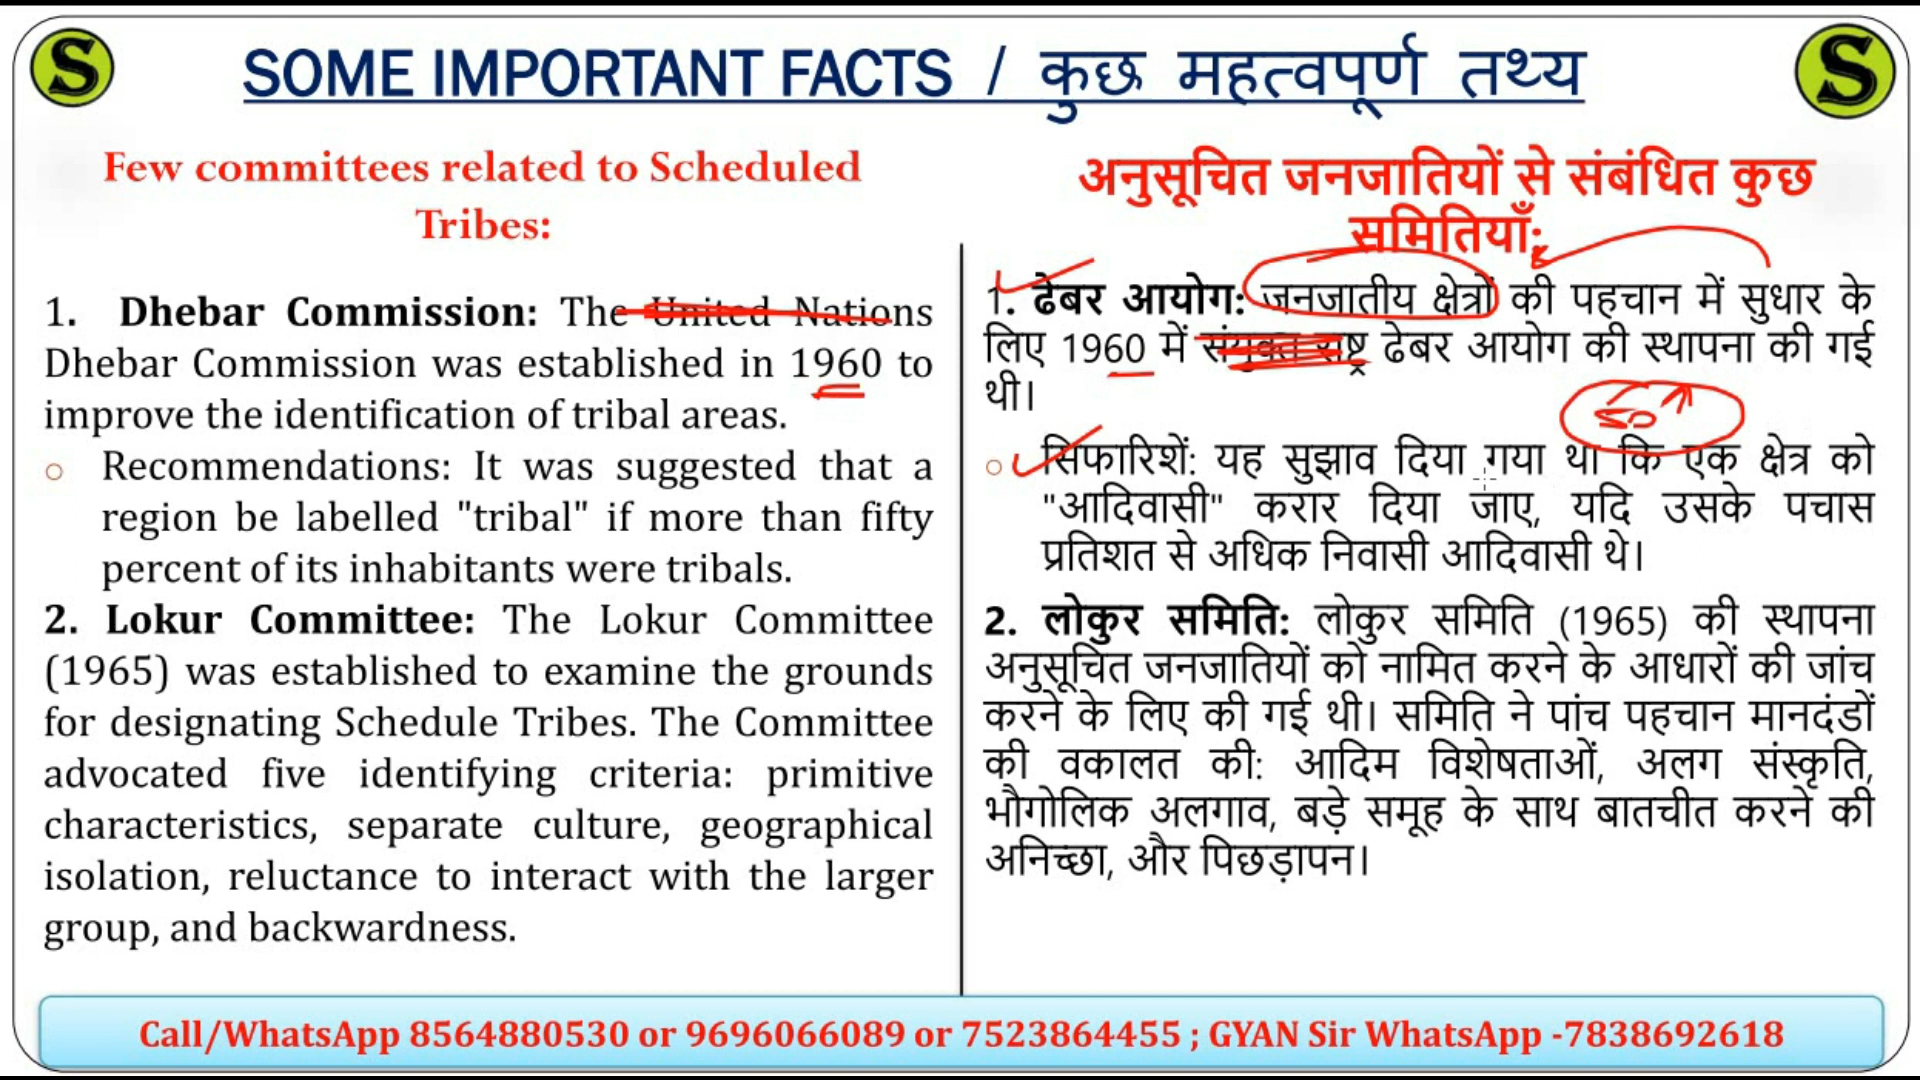 S
SOME IMPORTANT FACTS / कुछ महत्वपूर्ण तथ्य
S
Few committees related to Scheduled
Tribes:
1. Dhebar Commission: The United Nations
Dhebar Commission was established in 1960 to
improve the identification of tribal areas.
o Recommendations: It was suggested that a
region be labelled "tribal" if more than fifty
percent of its inhabitants were tribals.
2. Lokur Committee: The Lokur Committee
(1965) was established to examine the grounds
for designating Schedule Tribes. The Committee
advocated five identifying criteria: primitive
characteristics, separate culture, geographical
isolation, reluctance to interact with the larger
group, and backwardness.
अनुसूचित जनजातियों से संबंधित कुछ
समितियाँ:
1. ढेबर आयोग: जनजातीय क्षेत्रों की पहचान में सुधार के
लिए 1960 में संयुक्त राष्ट्र ढेबर आयोग की स्थापना की गई
थी।
50
o सिफारिशें: यह सुझाव दिया गया था कि एक क्षेत्र को
"आदिवासी" करार दिया जाए, यदि उसके पचास
प्रतिशत से अधिक निवासी आदिवासी थे।
2. लोकुर समिति: लोकुर समिति (1965) की स्थापना
अनुसूचित जनजातियों को नामित करने के आधारों की जांच
करने के लिए की गई थी। समिति ने पांच पहचान मानदंडों
की वकालत की: आदिम विशेषताओं, अलग संस्कृति,
भौगोलिक अलगाव, बड़े समूह के साथ बातचीत करने की
अनिच्छा, और पिछड़ापन।
Call/WhatsApp 8564880530 or 9696066089 or 7523864455 ; GYAN Sir WhatsApp -7838692618